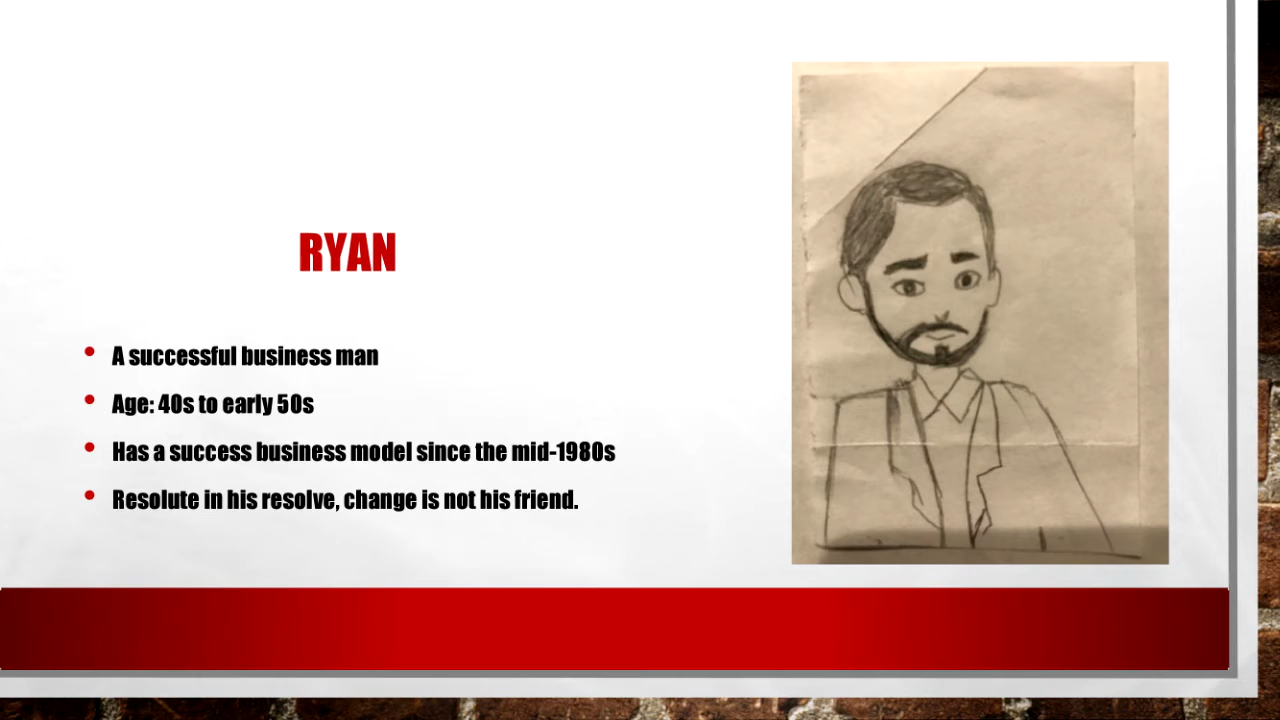 RYAN
A successful business man
Age: 40s to early 50s
Has a success business model since the mid-1980s
Resolute in his resolve, change is not his friend.